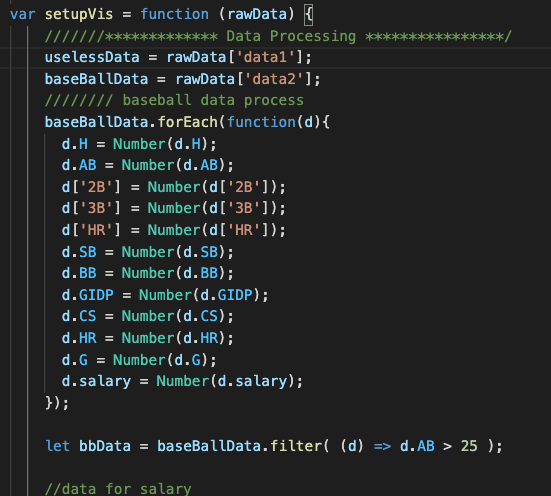 var setupVis = function (rawData) {
///////************* Data Processing ****************/
uselessData = rawData['data1'];
baseBallData = rawData['data2'];
//////// baseball data process
baseBallData.forEach(function(d){
d.H = Number(d.H);
d.AB = Number(d.AB);
d['2B'] = Number(d['2B']);
d['3B'] = Number(d['3B']);
d['HR'] = Number(d['HR']);
d.SB = Number(d.SB);
d.BB = Number(d.BB);
d.GIDP = Number(d.GIDP);
d.CS = Number(d.CS);
d.HR = Number(d.HR);
d.G = Number(d.G);
d.salary = Number(d.salary);
});
let bbData = baseBallData.filter( (d) => d.AB > 25 );
//data for salary